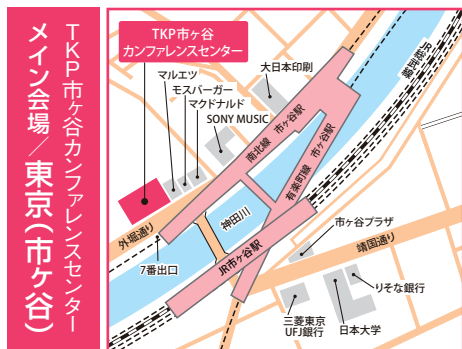 TKP市ヶ谷カンファレンスセンター
メイン会場／東京（市ヶ谷）
TKP市ヶ谷
カンファレンスセンター
マルエツ
モスバーガー
マクドナルド
SONY MUSIC
大日本印刷
JR総武線
南北線 市ヶ谷駅
有楽町線 市ヶ谷駅
外堀通り
神田川
7番出口
JR市ヶ谷駅
市ヶ谷プラザ
靖国通り
三菱東京
UFJ銀行
日本大学
りそな銀行